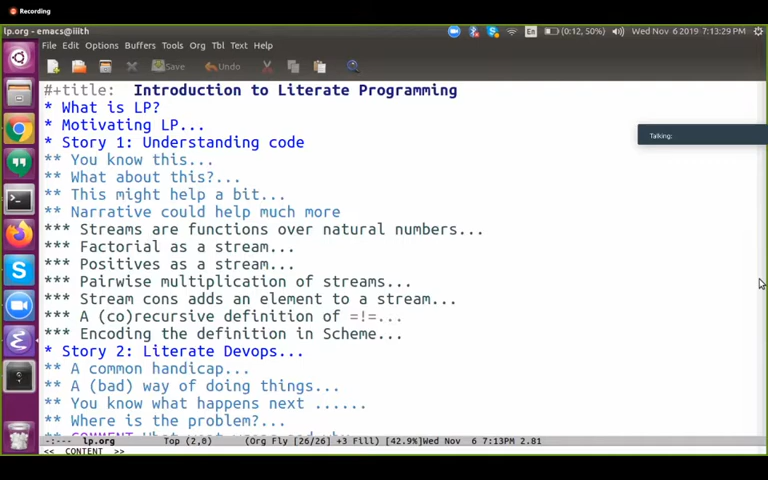 Recording
lp.org - emacs@iiith
En
(0:12, 50%)
Wed Nov 6 2019 7:13:29 PM
File Edit Options Buffers Tools Org Tbl Text Help
Save Undo
#+title: Introduction to Literate Programming
* What is LP?
* Motivating LP...
Talking:
* Story 1: Understanding code
** You know this...
** What about this?...
** This might help a bit...
** Narrative could help much more
*** Streams are functions over natural numbers...
*** Factorial as a stream...
*** Positives as a stream...
*** Pairwise multiplication of streams...
*** Stream cons adds an element to a stream...
*** A (co)recursive definition of =!=...
*** Encoding the definition in Scheme...
* Story 2: Literate Devops...
** A common handicap...
** A (bad) way of doing things...
** You know what happens next ......
** Where is the problem?...
** COMMENT What
-:--- lp.org Top (2,0) (Org Fly [26/26] +3 Fill) [42.9%]Wed Nov 6 7:13PM 2.81
<< CONTENT >>